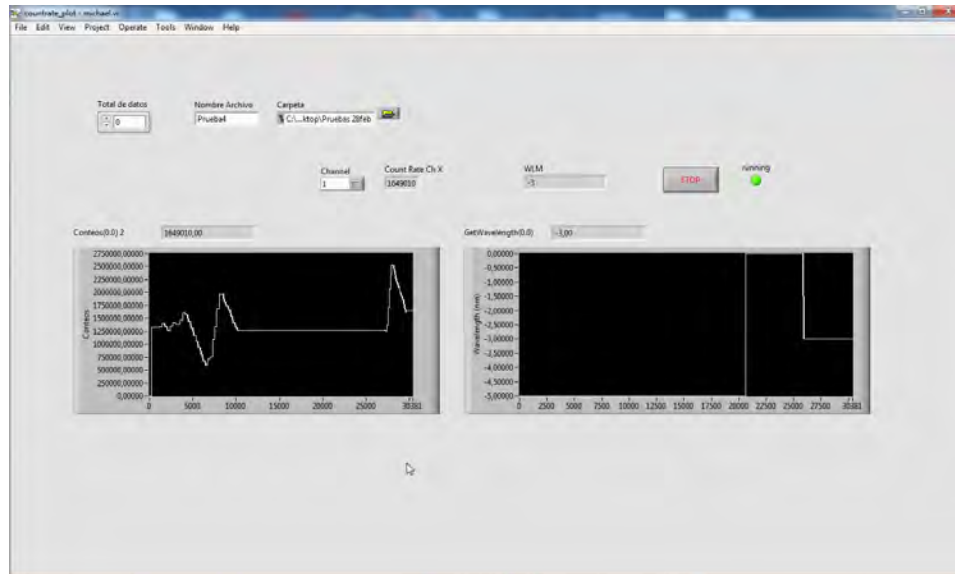 countrate_pilot - michael.vi
File Edit View Project Operate Tools Window Help
Total de datos
0
Nombre Archivo
Prueba4
Carpeta
C:\...ktop\Pruebas 28feb
Channel
1
Count Rate Ch X
1649010
WLM
-3
STOP
running
Conteos(0.0) 2
1649010,00
GetWavelength(0.0)
-3,00
Conteos
2750000,00000
2500000,00000
2250000,00000
2000000,00000
1750000,00000
1500000,00000
1250000,00000
1000000,00000
750000,00000
500000,00000
250000,00000
0,00000
0 5000 10000 15000 20000 25000 30381
Wavelength (nm)
0,00000
-0,50000
-1,00000
-1,50000
-2,00000
-2,50000
-3,00000
-3,50000
-4,00000
-4,50000
-5,00000
0 2500 5000 7500 10000 12500 15000 17500 20000 22500 25000 27500 30381